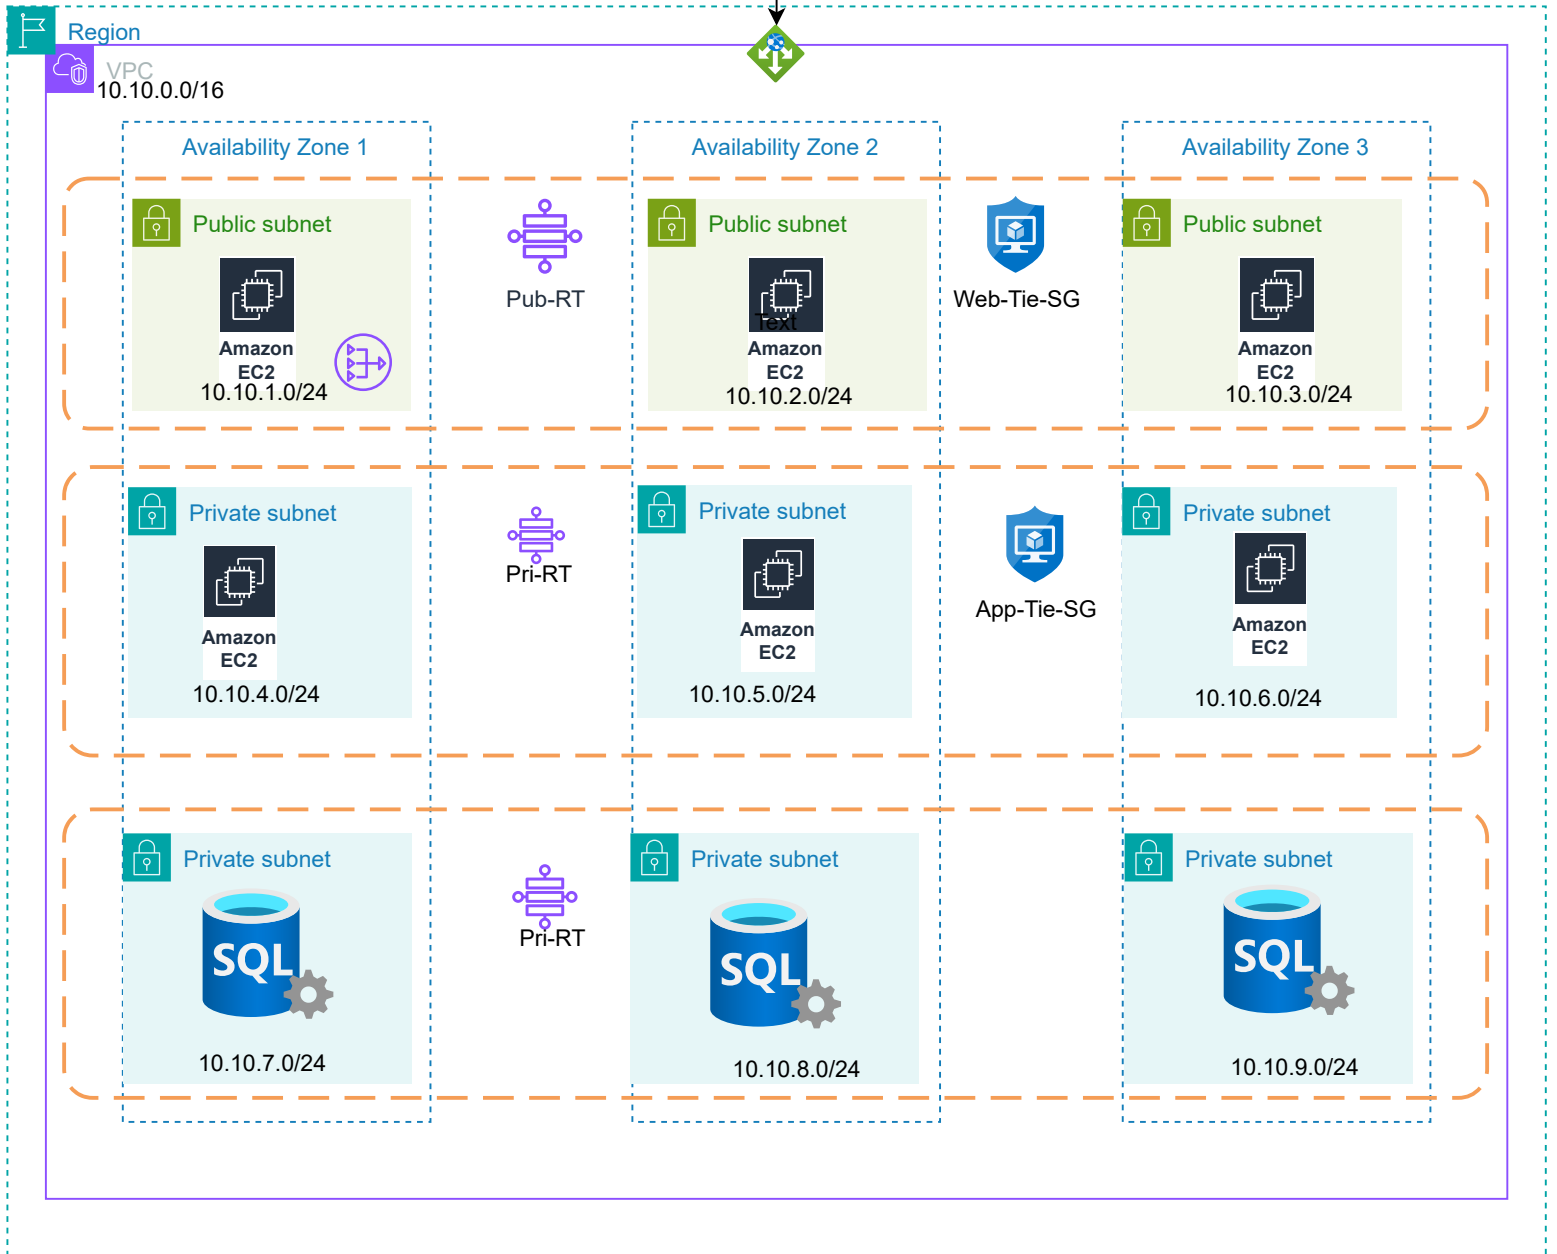 Region
VPC
10.10.0.0/16
Availability Zone 1
Availability Zone 2
Availability Zone 3
Public subnet
Public subnet
Public subnet
Pub-RT
Web-Tie-SG
Text
Amazon
EC2
10.10.1.0/24
Amazon
EC2
10.10.2.0/24
Amazon
EC2
10.10.3.0/24
Private subnet
Private subnet
Private subnet
Pri-RT
App-Tie-SG
Amazon
EC2
10.10.4.0/24
Amazon
EC2
10.10.5.0/24
Amazon
EC2
10.10.6.0/24
Private subnet
Private subnet
Private subnet
Pri-RT
SQL
SQL
SQL
10.10.7.0/24
10.10.8.0/24
10.10.9.0/24